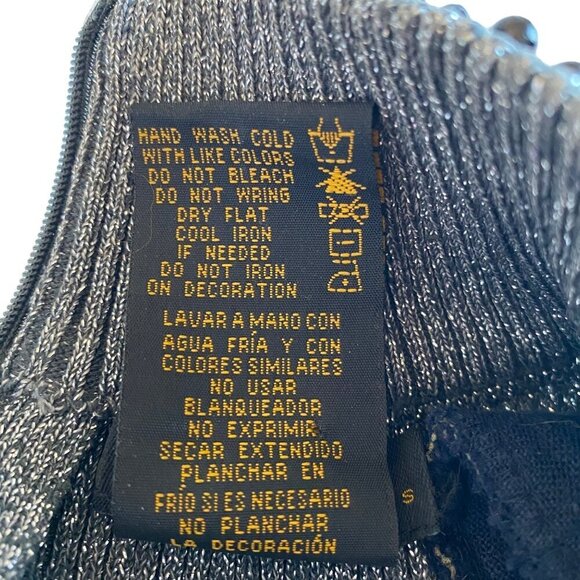 HAND WASH COLD
WITH LIKE COLORS
DO NOT BLEACH
DO NOT WRING
DRY FLAT
COOL IRON
IF NEEDED
DO NOT IRON
ON DECORATION
LAVAR A MANO CON
AGUA FRÍA Y CON
COLORES SIMILARES
NO USAR
BLANQUEADOR
NO EXPRIMIR
SECAR EXTENDIDO
PLANCHAR EN
FRÍO SI ES NECESARIO
NO PLANCHAR
LA DECORACIÓN
S